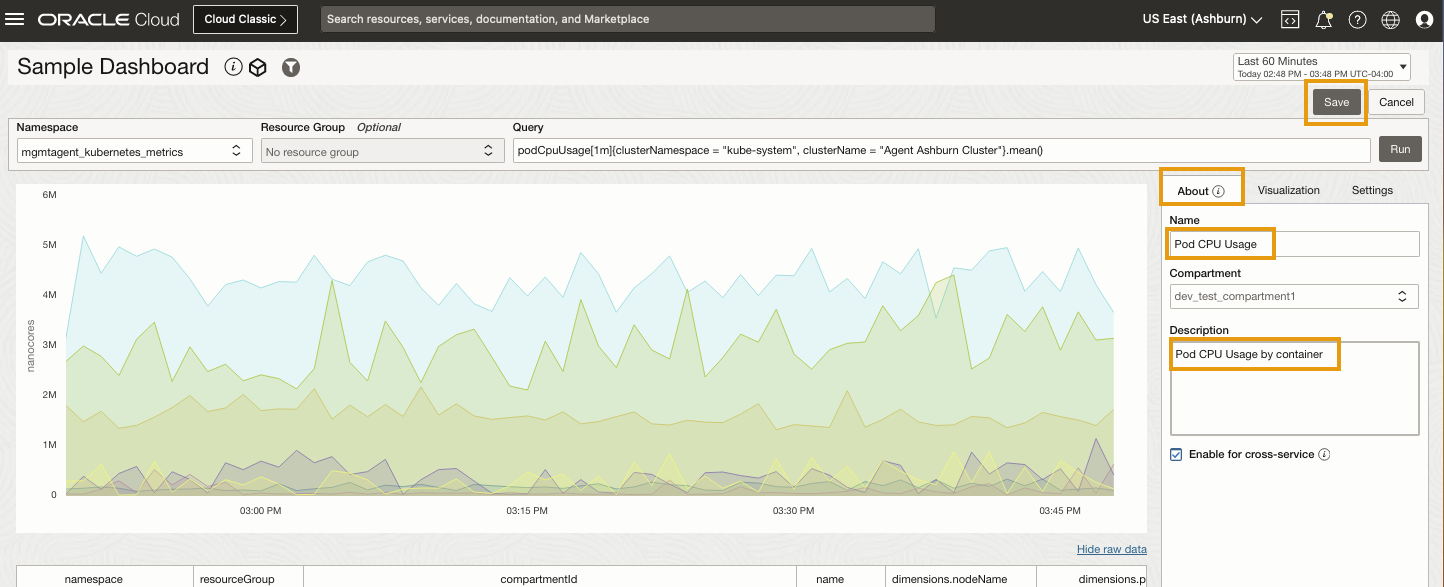 ORACLE Cloud
Cloud Classic
Search resources, services, documentation, and Marketplace
US East (Ashburn)
Sample Dashboard
Last 60 Minutes
Today 02:48 PM - 03:48 PM UTC-04:00
Save
Cancel
Namespace
Resource Group Optional
Query
mgmtagent_kubernetes_metrics
No resource group
podCpuUsage[1m]{clusterNamespace = "kube-system", clusterName = "Agent Ashburn Cluster"}.mean()
Run
About
Visualization
Settings
Name
Pod CPU Usage
Compartment
dev_test_compartment1
Description
Pod CPU Usage by container
Enable for cross-service
6M
5M
4M
3M
2M
1M
0
nanocores
03:00 PM
03:15 PM
03:30 PM
03:45 PM
Hide raw data
namespace
resourceGroup
compartmentId
name
dimensions.nodeName
dimensions.p